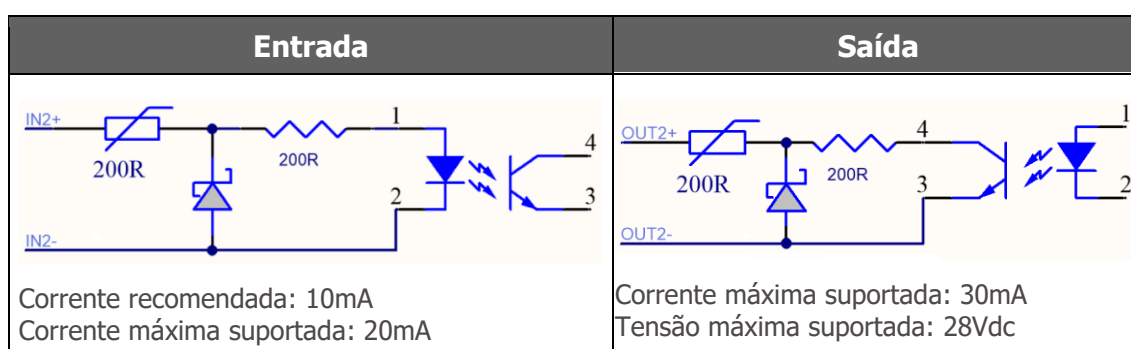 Entrada
Saída
IN2+
200R
200R
1
2
4
3
IN2-
Corrente recomendada: 10mA
Corrente máxima suportada: 20mA
OUT2+
200R
200R
4
3
1
2
OUT2-
Corrente máxima suportada: 30mA
Tensão máxima suportada: 28Vdc